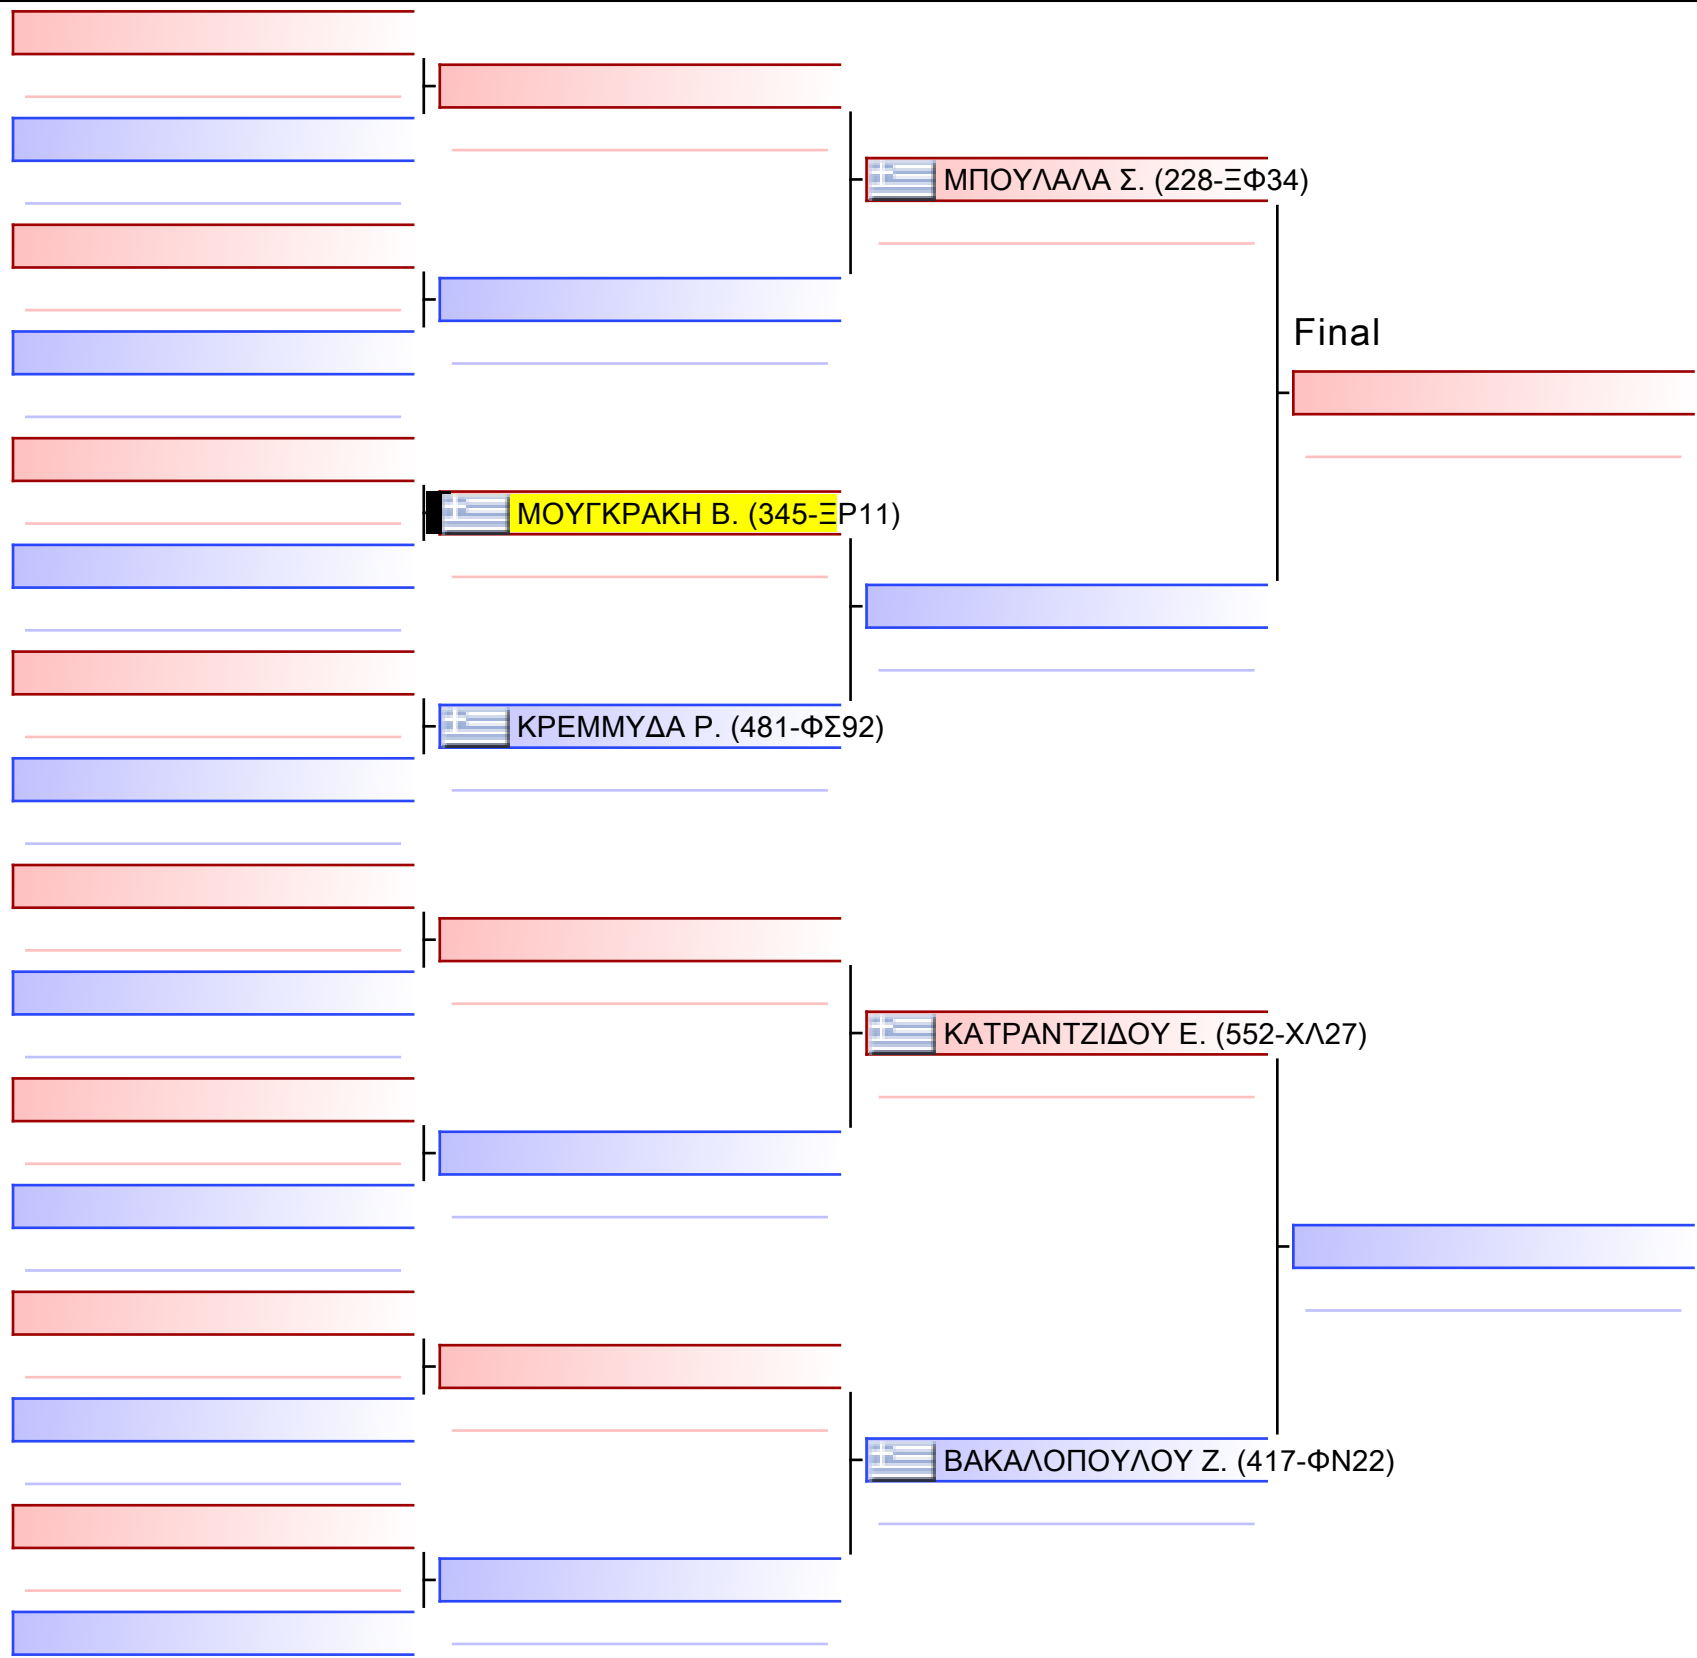 ΜΠΟΥΛΑΛΑ Σ. (228-ΞΦ34)
Final
ΜΟΥΓΚΡΑΚΗ Β. (345-ΞΡ11)
ΚΡΕΜΜΥΔΑ Ρ. (481-ΦΣ92)
ΚΑΤΡΑΝΤΖΙΔΟΥ Ε. (552-ΧΛ27)
ΒΑΚΑΛΟΠΟΥΛΟΥ Ζ. (417-ΦΝ22)